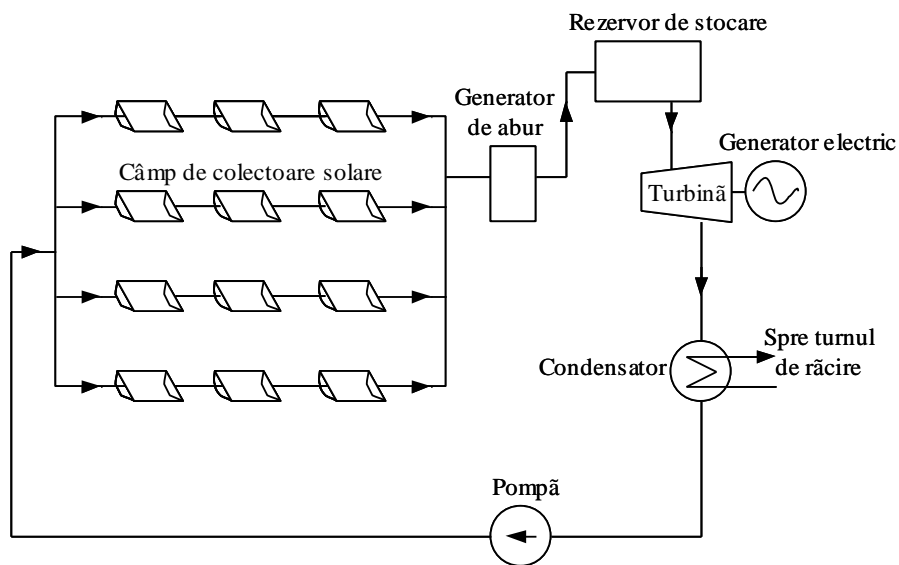 Rezervor de stocare
Generator
de abur
Generator electric
Câmp de colectoare solare
Turbinã
Spre turnul
de rãcire
Condensator
Pompã